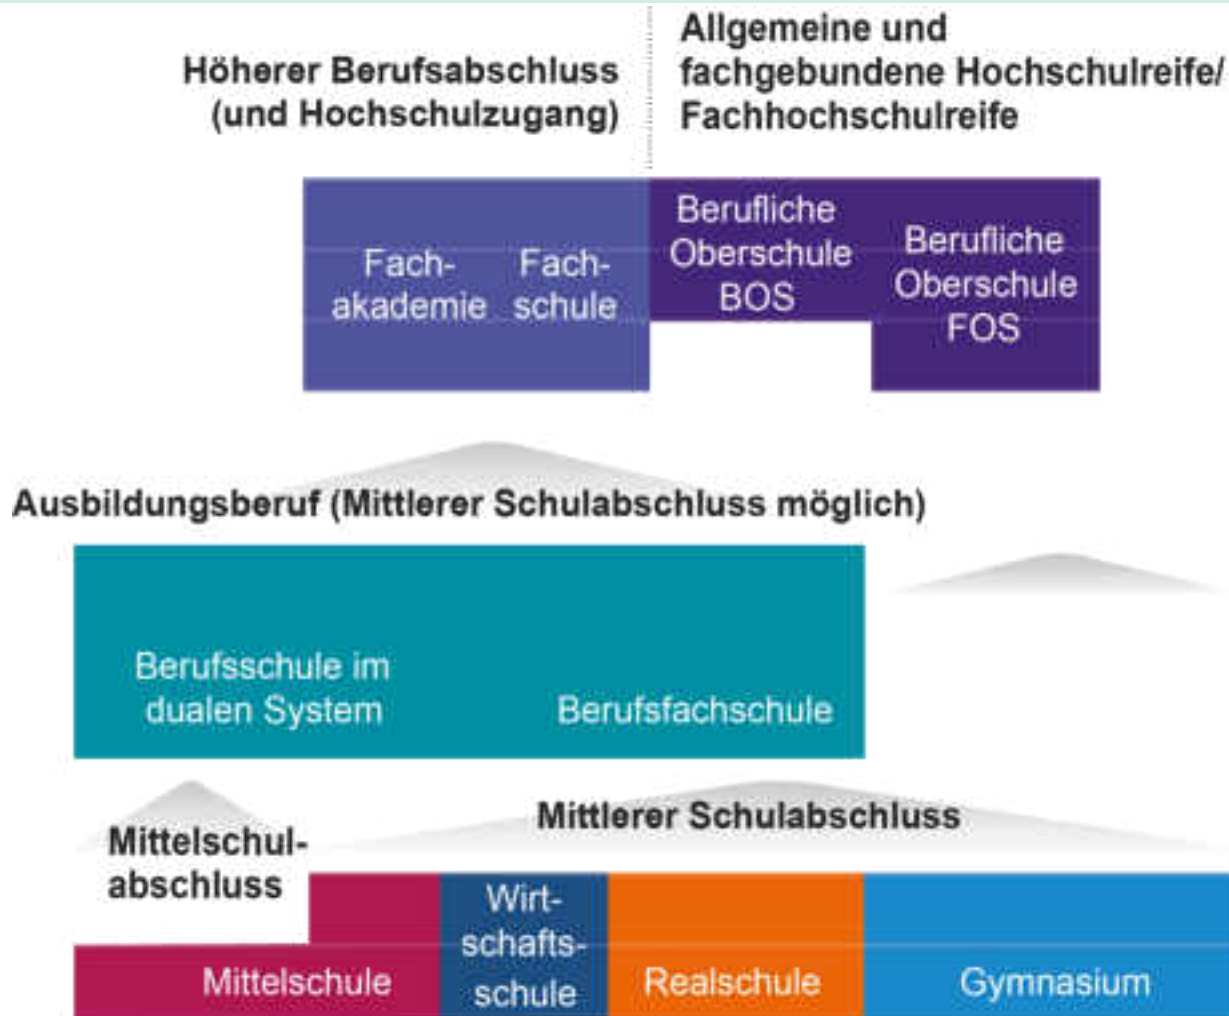 Höherer Berufsabschluss
(und Hochschulzugang)
Allgemeine und
fachgebundene Hochschulreife/
Fachhochschulreife
Fach-
akademie
Fach-
schule
Berufliche
Oberschule
BOS
Berufliche
Oberschule
FOS
Ausbildungsberuf (Mittlerer Schulabschluss möglich)
Berufsschule im
dualen System
Berufsfachschule
Mittelschul-
abschluss
Mittlerer Schulabschluss
Mittelschule
Wirt-
schafts-
schule
Realschule
Gymnasium